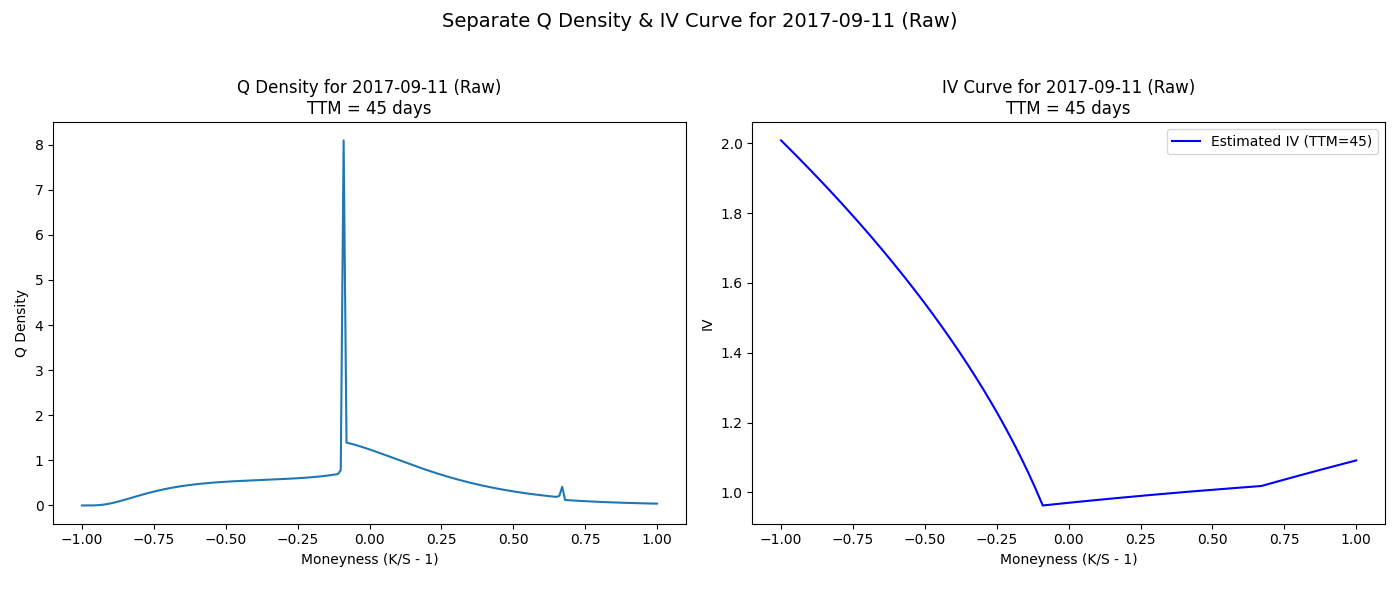 Separate Q Density & IV Curve for 2017-09-11 (Raw)
Q Density for 2017-09-11 (Raw)
TTM = 45 days
8
7
6
5
4
3
2
1
0
Q Density
−1.00 −0.75 −0.50 −0.25 0.00 0.25 0.50 0.75 1.00
Moneyness (K/S - 1)
IV Curve for 2017-09-11 (Raw)
TTM = 45 days
Estimated IV (TTM=45)
2.0
1.8
1.6
1.4
1.2
1.0
IV
−1.00 −0.75 −0.50 −0.25 0.00 0.25 0.50 0.75 1.00
Moneyness (K/S - 1)